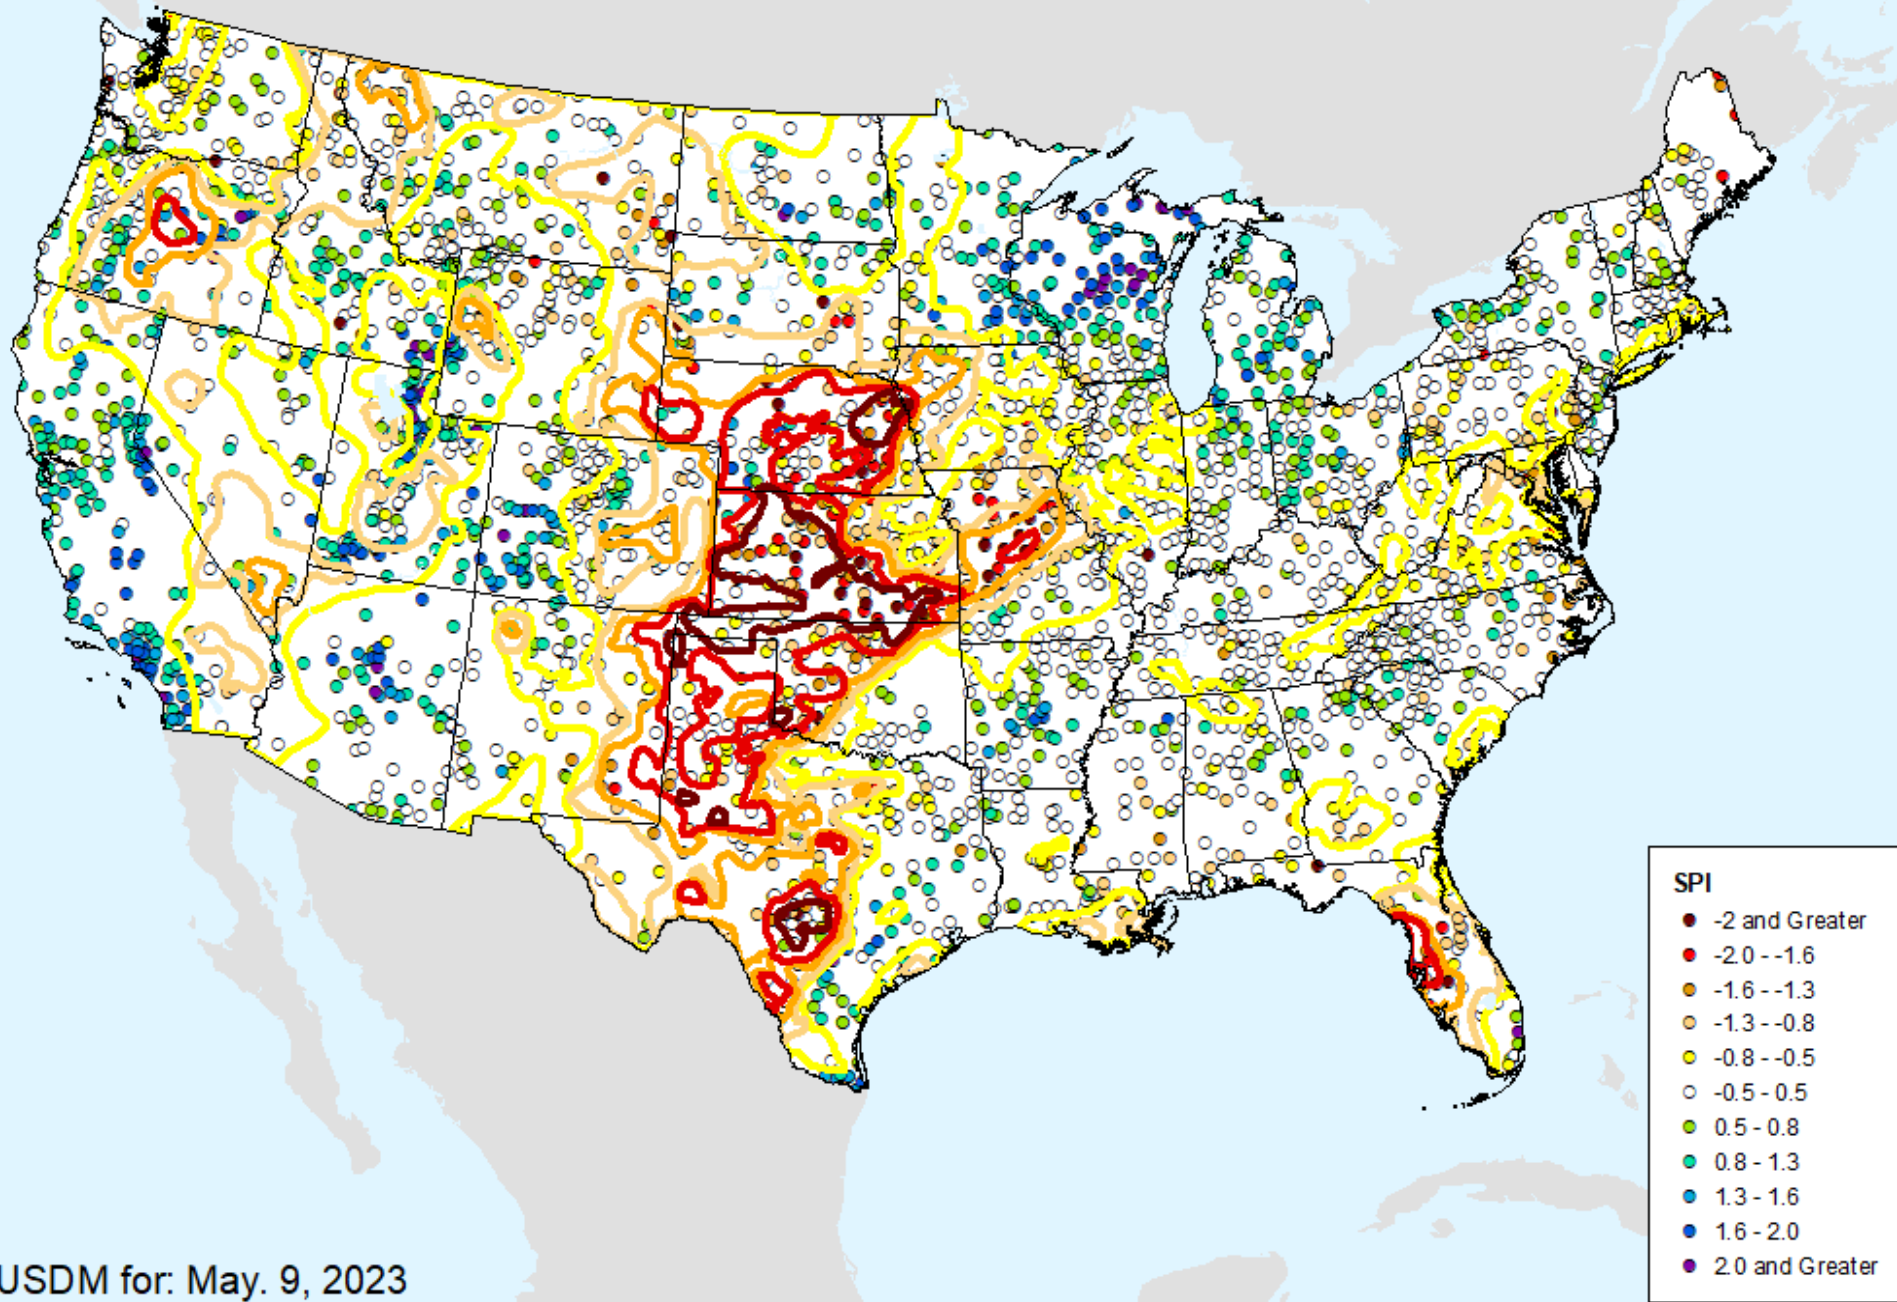 SPI
-2 and Greater
-2.0 - -1.6
-1.6 - -1.3
-1.3 - -0.8
-0.8 - -0.5
-0.5 - 0.5
0.5 - 0.8
0.8 - 1.3
1.3 - 1.6
1.6 - 2.0
2.0 and Greater
USDM for: May. 9, 2023